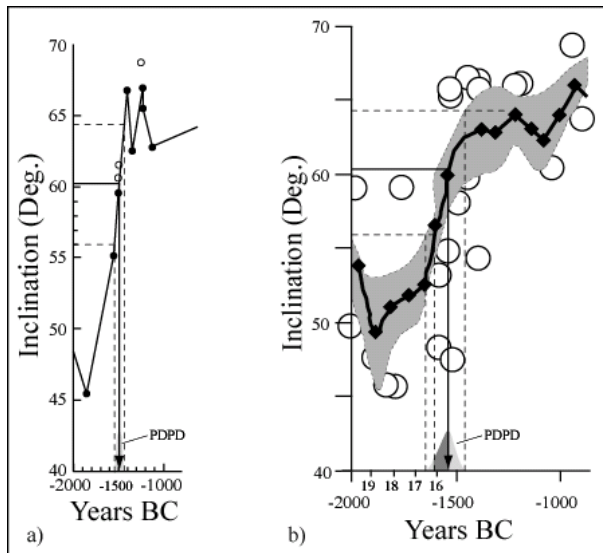 70
65
60
55
50
45
40
Inclination (Deg.)
PDPD
-2000 -1500 -1000
Years BC
a)
70
60
50
40
Inclination (Deg.)
PDPD
19 18 17 16
-2000 -1500 -1000
Years BC
b)